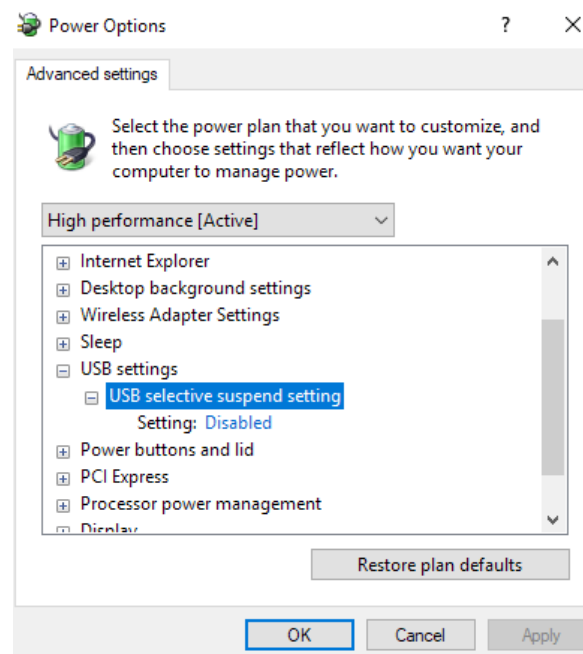 Power Options
?
Advanced settings
Select the power plan that you want to customize, and
then choose settings that reflect how you want your
computer to manage power.
High performance [Active]
Internet Explorer
Desktop background settings
Wireless Adapter Settings
Sleep
USB settings
USB selective suspend setting
Setting: Disabled
Power buttons and lid
PCI Express
Processor power management
Display
Restore plan defaults
OK Cancel Apply